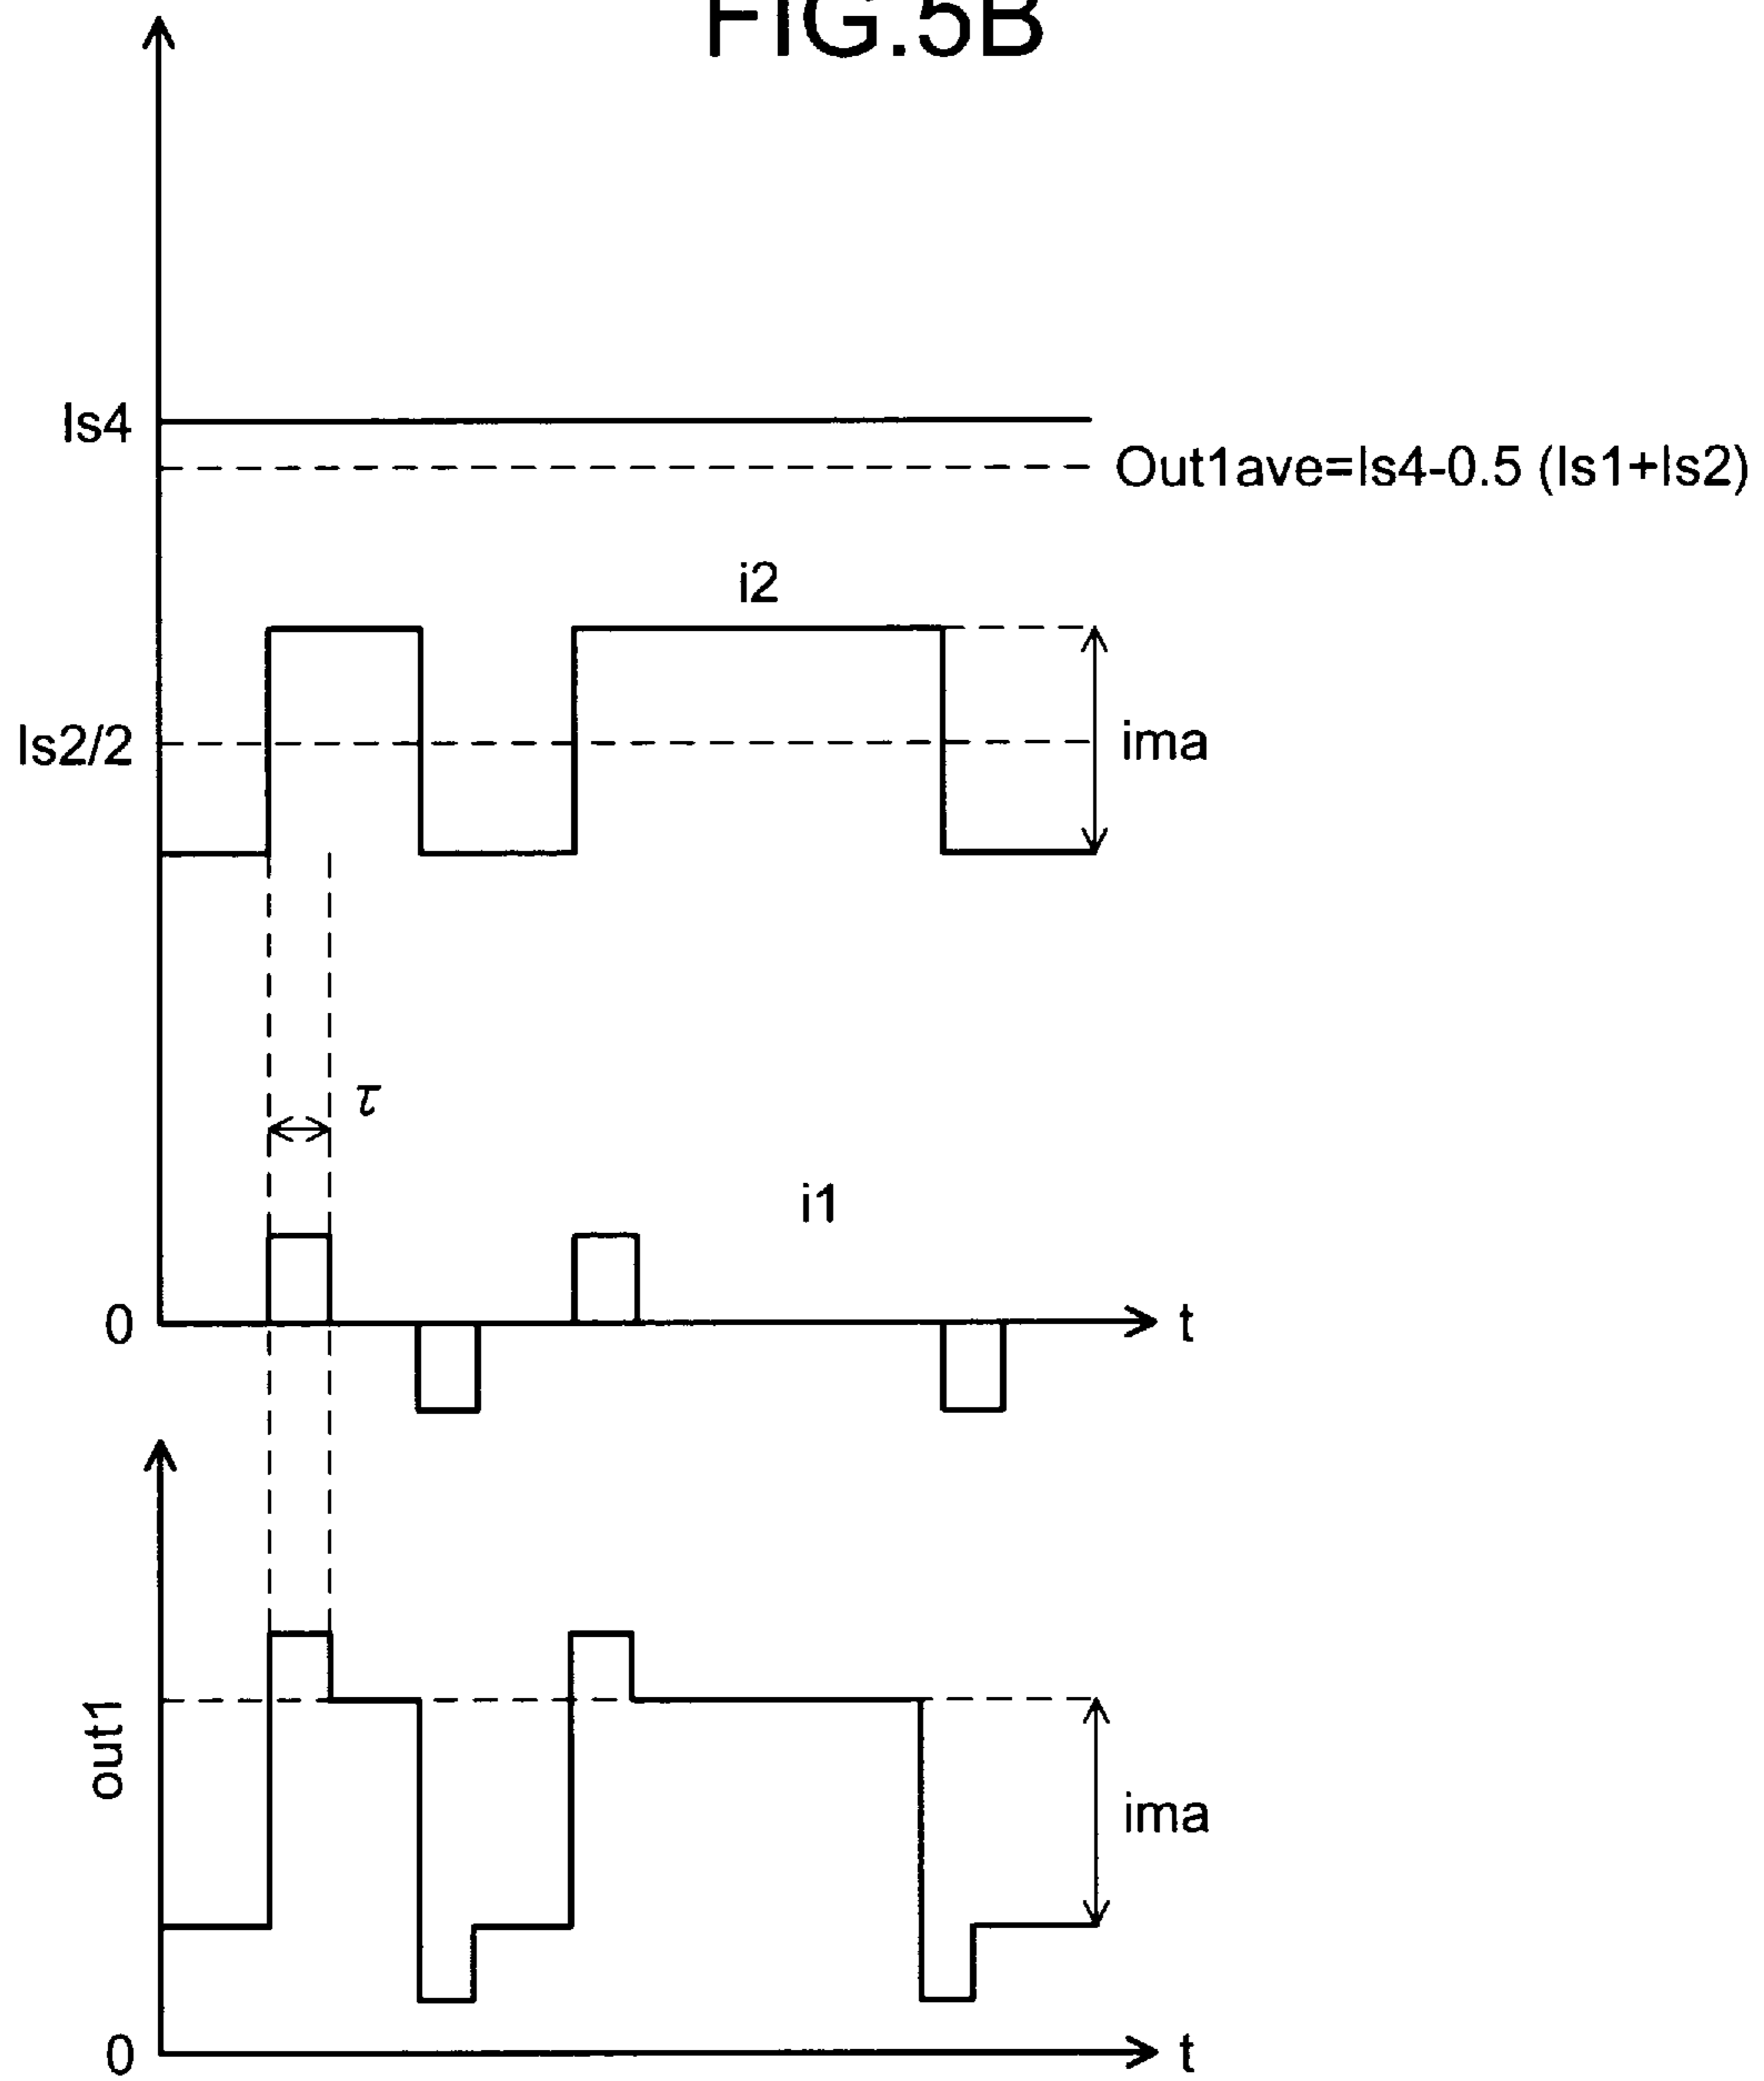 FIG.5B
Is4
Out1ave=Is4-0.5 (Is1+Is2)
i2
Is2/2
ima
τ
i1
0
t
out1
ima
0
t